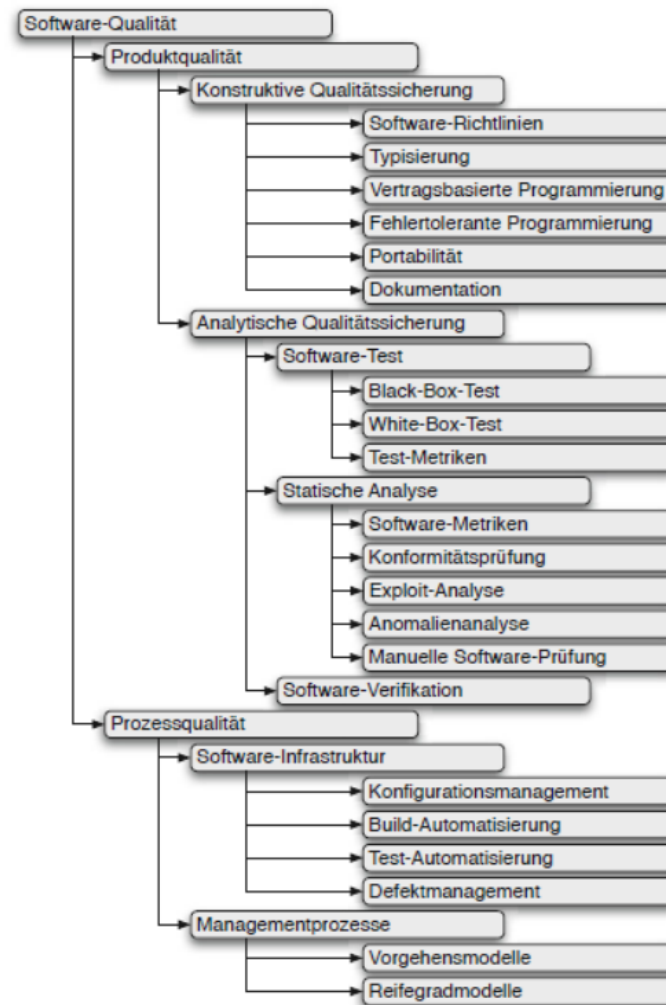 Software-Qualität
Produktqualität
Konstruktive Qualitätssicherung
Software-Richtlinien
Typisierung
Vertragsbasierte Programmierung
Fehlertolerante Programmierung
Portabilität
Dokumentation
Analytische Qualitätssicherung
Software-Test
Black-Box-Test
White-Box-Test
Test-Metriken
Statische Analyse
Software-Metriken
Konformitätsprüfung
Exploit-Analyse
Anomalienanalyse
Manuelle Software-Prüfung
Software-Verifikation
Prozessqualität
Software-Infrastruktur
Konfigurationsmanagement
Build-Automatisierung
Test-Automatisierung
Defektmanagement
Managementprozesse
Vorgehensmodelle
Reifegradmodelle